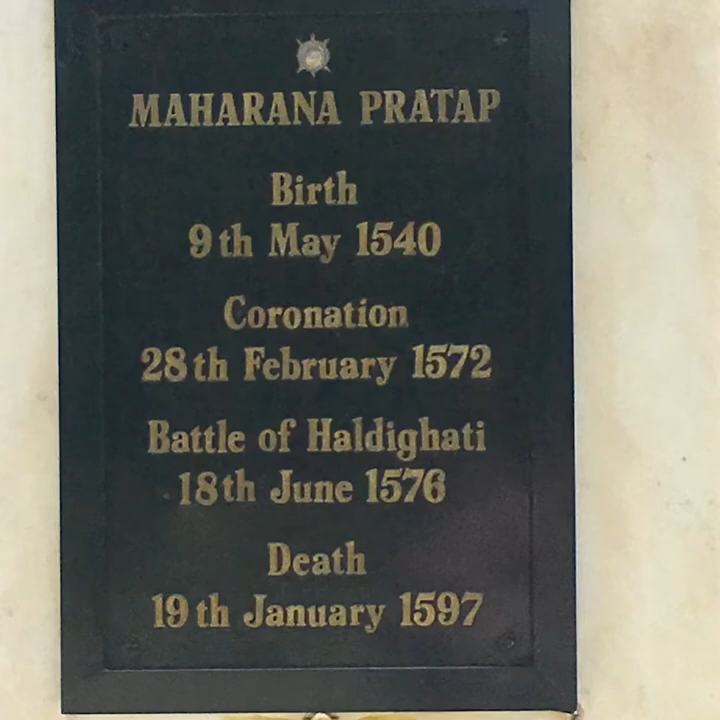 MAHARANA PRATAP
Birth
9th May 1540
Coronation
28th February 1572
Battle of Haldighati
18th June 1576
Death
19th January 1597